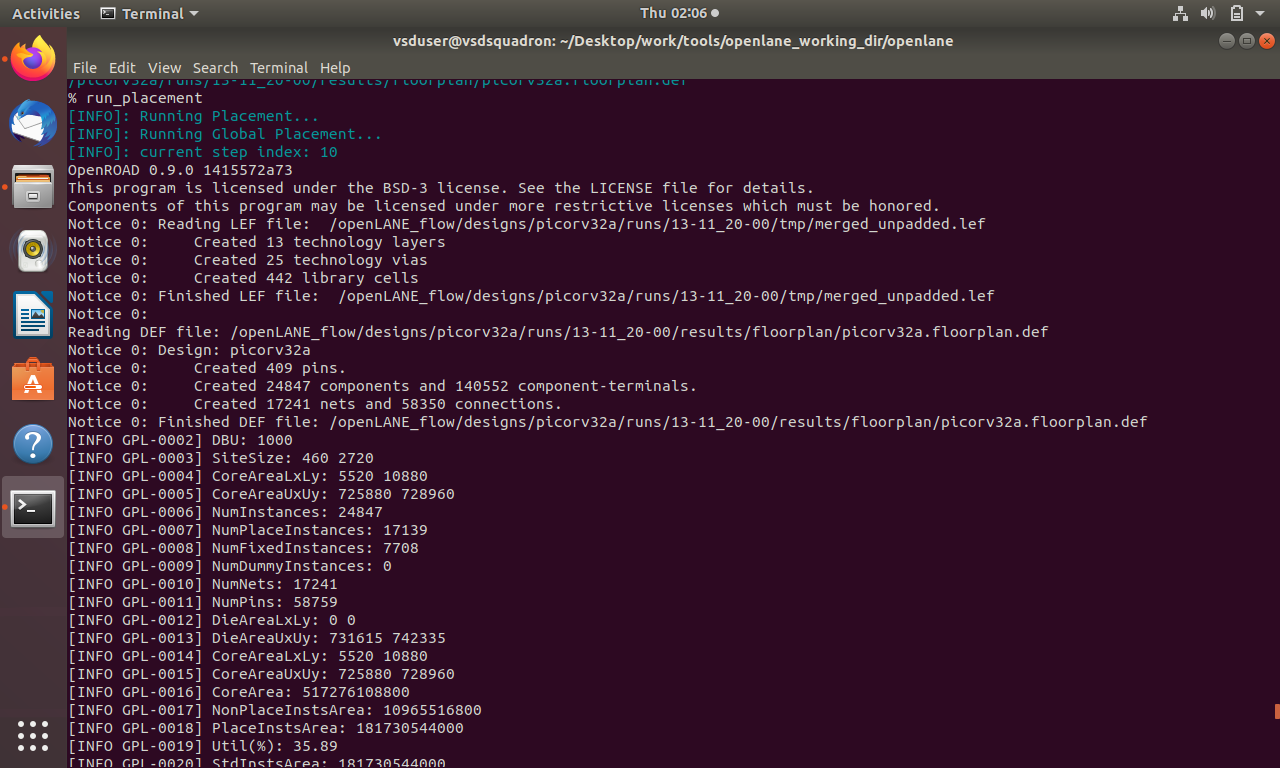 Activities Terminal Thu 02:06
vsduser@vsdsquadron: ~/Desktop/work/tools/openlane_working_dir/openlane
File Edit View Search Terminal Help
/picorv32a/runs/13-11_20-00/results/floorplan/picorv32a.floorplan.def
% run_placement
[INFO]: Running Placement...
[INFO]: Running Global Placement...
[INFO]: current step index: 10
OpenROAD 0.9.0 1415572a73
This program is licensed under the BSD-3 license. See the LICENSE file for details.
Components of this program may be licensed under more restrictive licenses which must be honored.
Notice 0: Reading LEF file:  /openLANE_flow/designs/picorv32a/runs/13-11_20-00/tmp/merged_unpadded.lef
Notice 0:     Created 13 technology layers
Notice 0:     Created 25 technology vias
Notice 0:     Created 442 library cells
Notice 0: Finished LEF file:  /openLANE_flow/designs/picorv32a/runs/13-11_20-00/tmp/merged_unpadded.lef
Notice 0:
Reading DEF file: /openLANE_flow/designs/picorv32a/runs/13-11_20-00/results/floorplan/picorv32a.floorplan.def
Notice 0: Design: picorv32a
Notice 0:     Created 409 pins.
Notice 0:     Created 24847 components and 140552 component-terminals.
Notice 0:     Created 17241 nets and 58350 connections.
Notice 0: Finished DEF file: /openLANE_flow/designs/picorv32a/runs/13-11_20-00/results/floorplan/picorv32a.floorplan.def
[INFO GPL-0002] DBU: 1000
[INFO GPL-0003] SiteSize: 460 2720
[INFO GPL-0004] CoreAreaLxLy: 5520 10880
[INFO GPL-0005] CoreAreaUxUy: 725880 728960
[INFO GPL-0006] NumInstances: 24847
[INFO GPL-0007] NumPlaceInstances: 17139
[INFO GPL-0008] NumFixedInstances: 7708
[INFO GPL-0009] NumDummyInstances: 0
[INFO GPL-0010] NumNets: 17241
[INFO GPL-0011] NumPins: 58759
[INFO GPL-0012] DieAreaLxLy: 0 0
[INFO GPL-0013] DieAreaUxUy: 731615 742335
[INFO GPL-0014] CoreAreaLxLy: 5520 10880
[INFO GPL-0015] CoreAreaUxUy: 725880 728960
[INFO GPL-0016] CoreArea: 517276108800
[INFO GPL-0017] NonPlaceInstsArea: 10965516800
[INFO GPL-0018] PlaceInstsArea: 181730544000
[INFO GPL-0019] Util(%): 35.89
[INFO GPL-0020] StdInstsArea: 181730544000